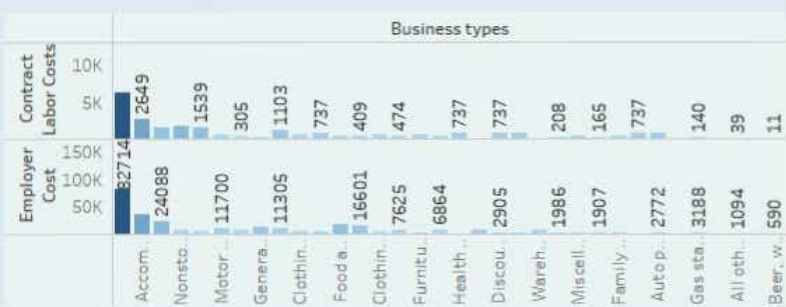 Business types
Contract
Labor Costs
10K
5K
2649
1539
305
1103
737
409
474
737
737
208
165
737
140
39
11
Employer
Cost
150K
100K
50K
82714
24088
11700
11305
16601
7625
6864
2905
1986
1907
2772
3188
1094
590
Accom..
Nonsto..
Motor ..
Genera..
Clothin..
Food a..
Clothin..
Furnitu..
Health ..
Discou..
Wareh..
Miscell..
Family ..
Auto p..
Gas sta..
All oth..
Beer, w..